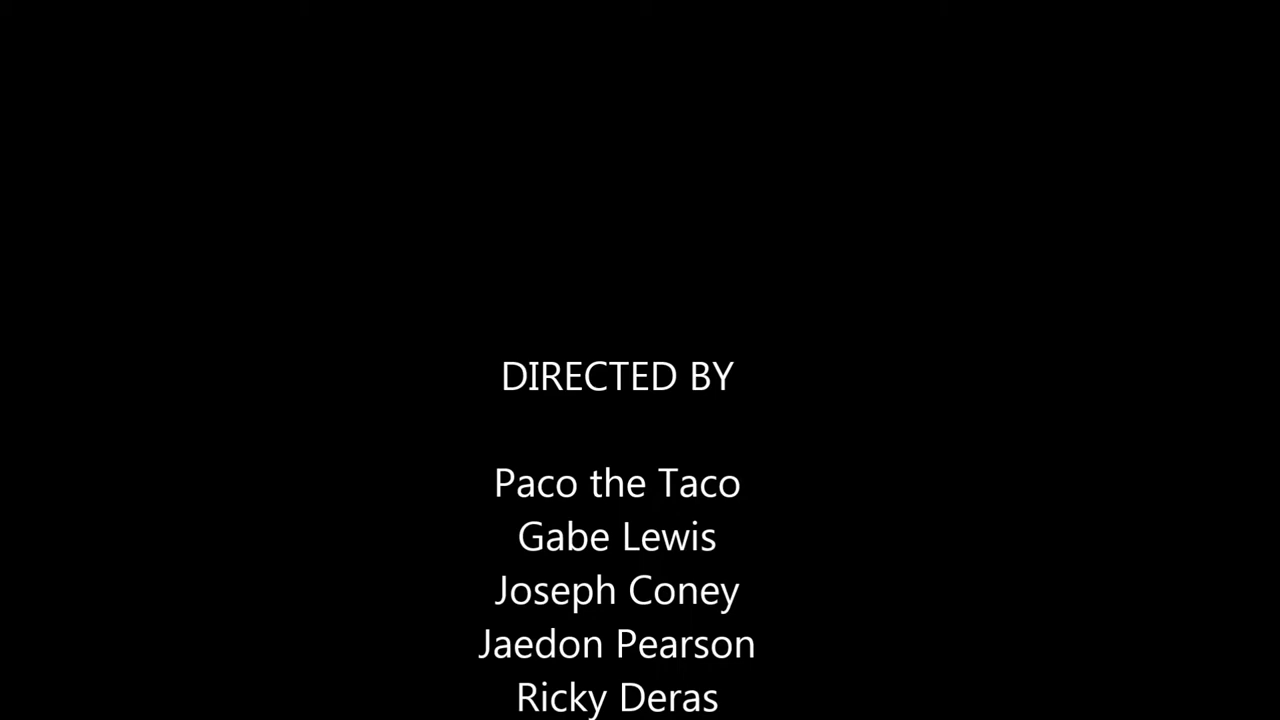 DIRECTED BY
Paco the Taco
Gabe Lewis
Joseph Coney
Jaedon Pearson
Ricky Deras